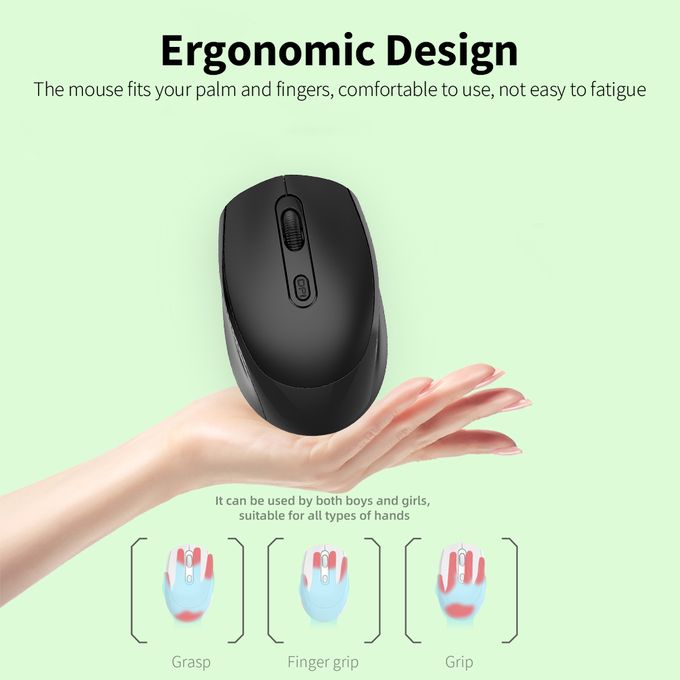 Ergonomic Design
The mouse fits your palm and fingers, comfortable to use, not easy to fatigue
DPI
It can be used by both boys and girls,
suitable for all types of hands
Grasp
Finger grip
Grip